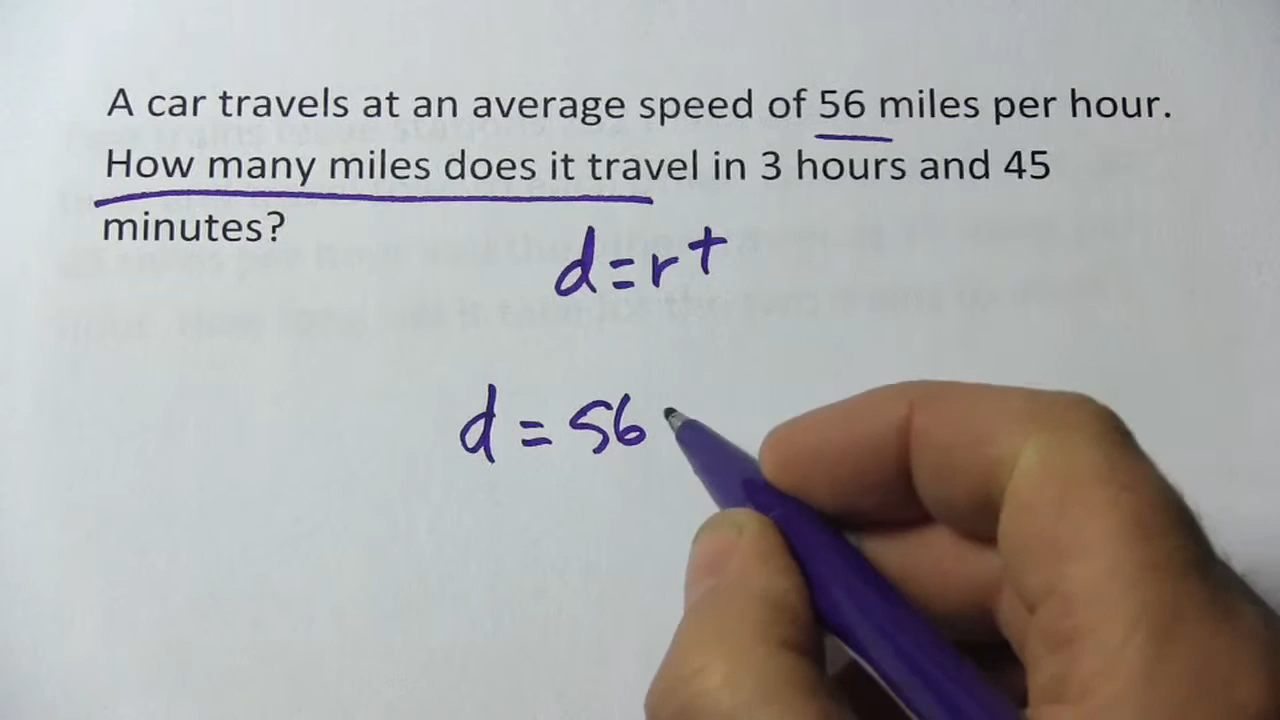 A car travels at an average speed of 56 miles per hour.
How many miles does it travel in 3 hours and 45
minutes?
d=rt
d = 56